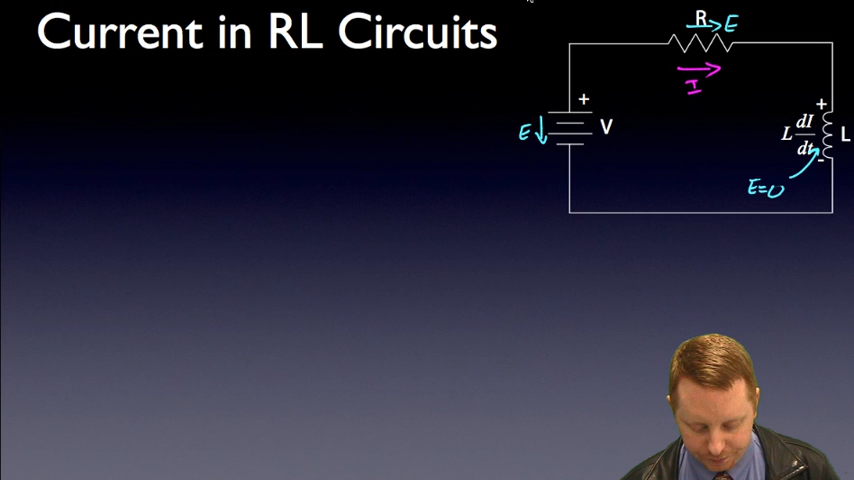 Current in RL Circuits
R
E
I
+
E
V
+
L dI/dt
L
-
E=0